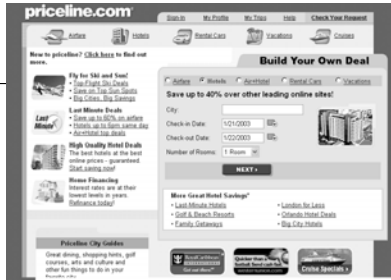 priceline.com
Sign In My Profile My Trips Help Check Your Request
Airfare Hotels Rental Cars Vacations Cruises
New to priceline? Click here to find out
more.
Build Your Own Deal
Fly for Ski and Sun!
• Top Flight Ski Deals
• Save on Top Sun Spots
• Big Cities, Big Savings
Airfare Hotels Air+Hotel Rental Cars Vacations
Save up to 40% over other leading online sites!
City:
Check-in Date: 1/21/2003
Check-out Date: 1/22/2003
Number of Rooms: 1 Room
NEXT
Last Minute
Last Minute Deals
• Save up to 60% on airfare
• Hotels up to 6pm same day
• Air+Hotel top deals
High Quality Hotel Deals
The best hotels at the best
online prices - guaranteed.
Start saving now!
Home Financing
Interest rates are at their
lowest levels in years.
Refinance today!
More Great Hotel Savings*
• Last-Minute Hotels • London for Less
• Golf & Beach Resorts • Orlando Hotel Deals
• Family Getaways • Big City Hotels
Priceline City Guides
Great dining, shopping hints, golf
courses, arts and culture and
other fun things to do in your
favorite city.
Royal Caribbean
Cruise Specials